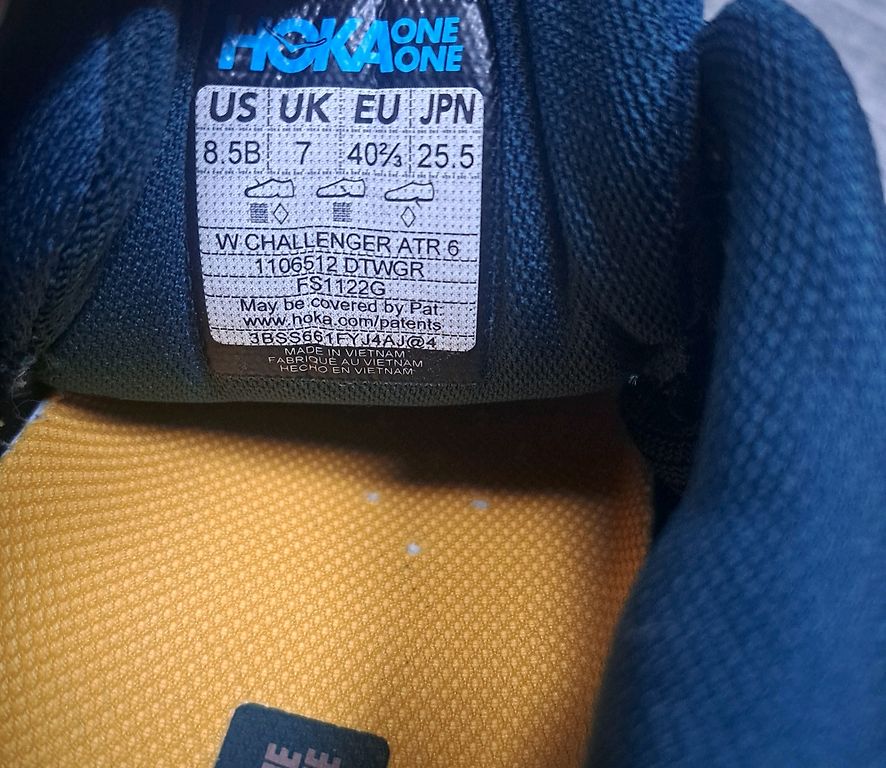 HOKA ONE ONE
US UK EU JPN
8.5B 7 40⅔ 25.5
W CHALLENGER ATR 6
1106512 DTWGR
FS1122G
May be covered by Pat:
www.hoka.com/patents
3BSS661FYJ4AJ@4
MADE IN VIETNAM
FABRIQUÉ AU VIETNAM
HECHO EN VIETNAM